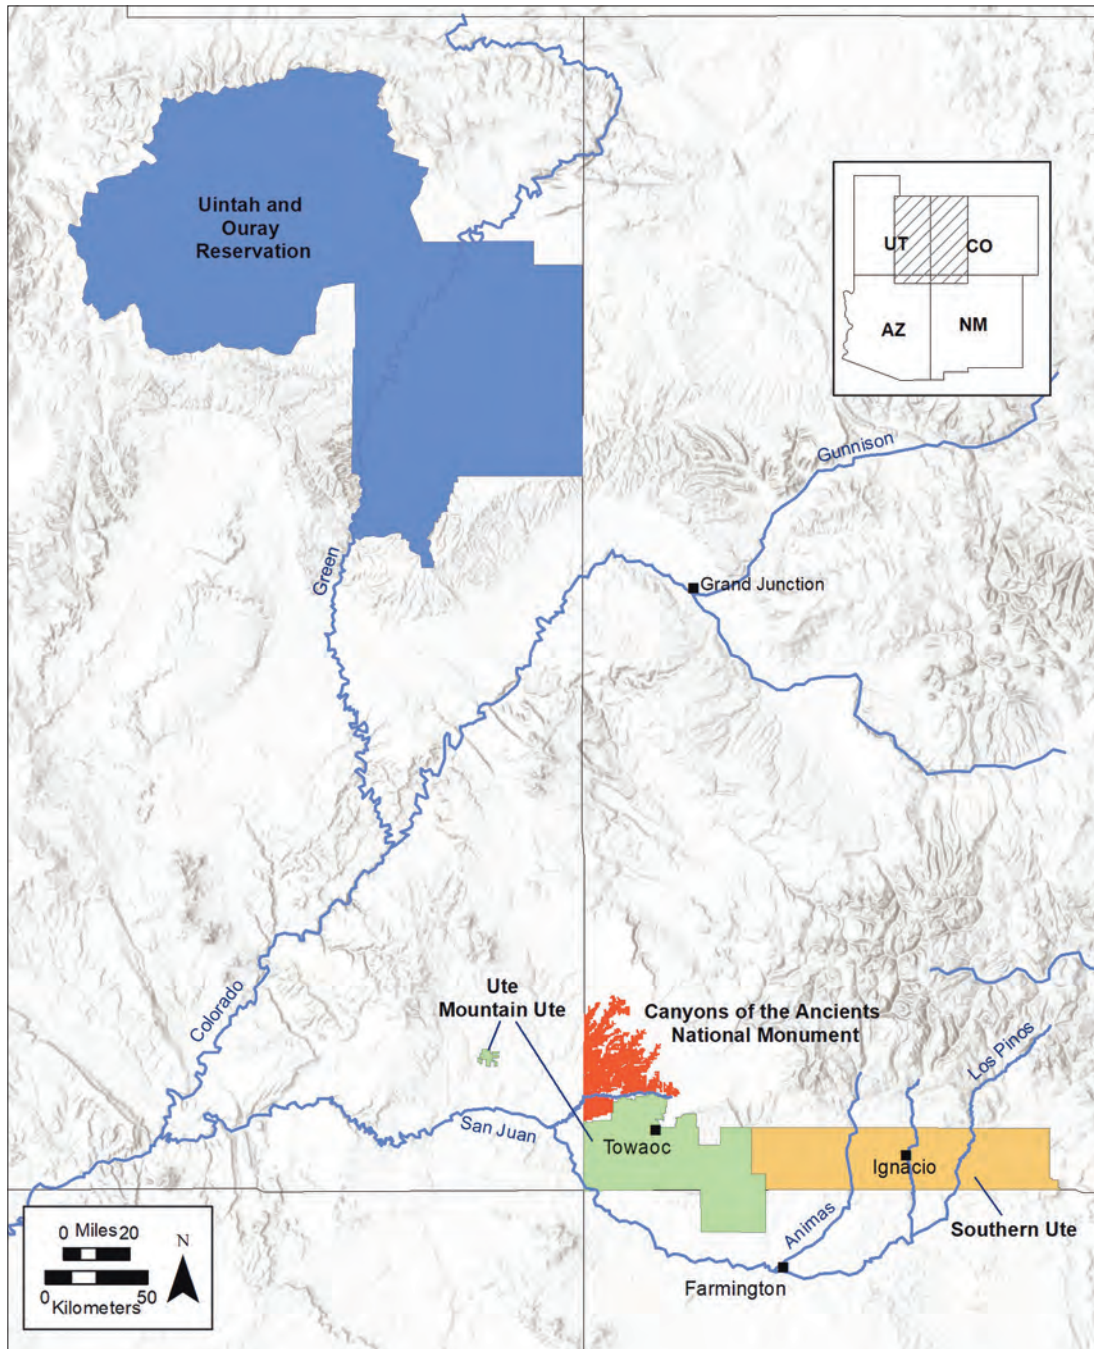 Uintah and
Ouray
Reservation
UT
CO
AZ
NM
Gunnison
Green
Grand Junction
Colorado
Ute
Mountain Ute
Canyons of the Ancients
National Monument
Los Pinos
San Juan
Towaoc
Ignacio
Animas
Southern Ute
Farmington
0 Miles 20
N
0 50
Kilometers